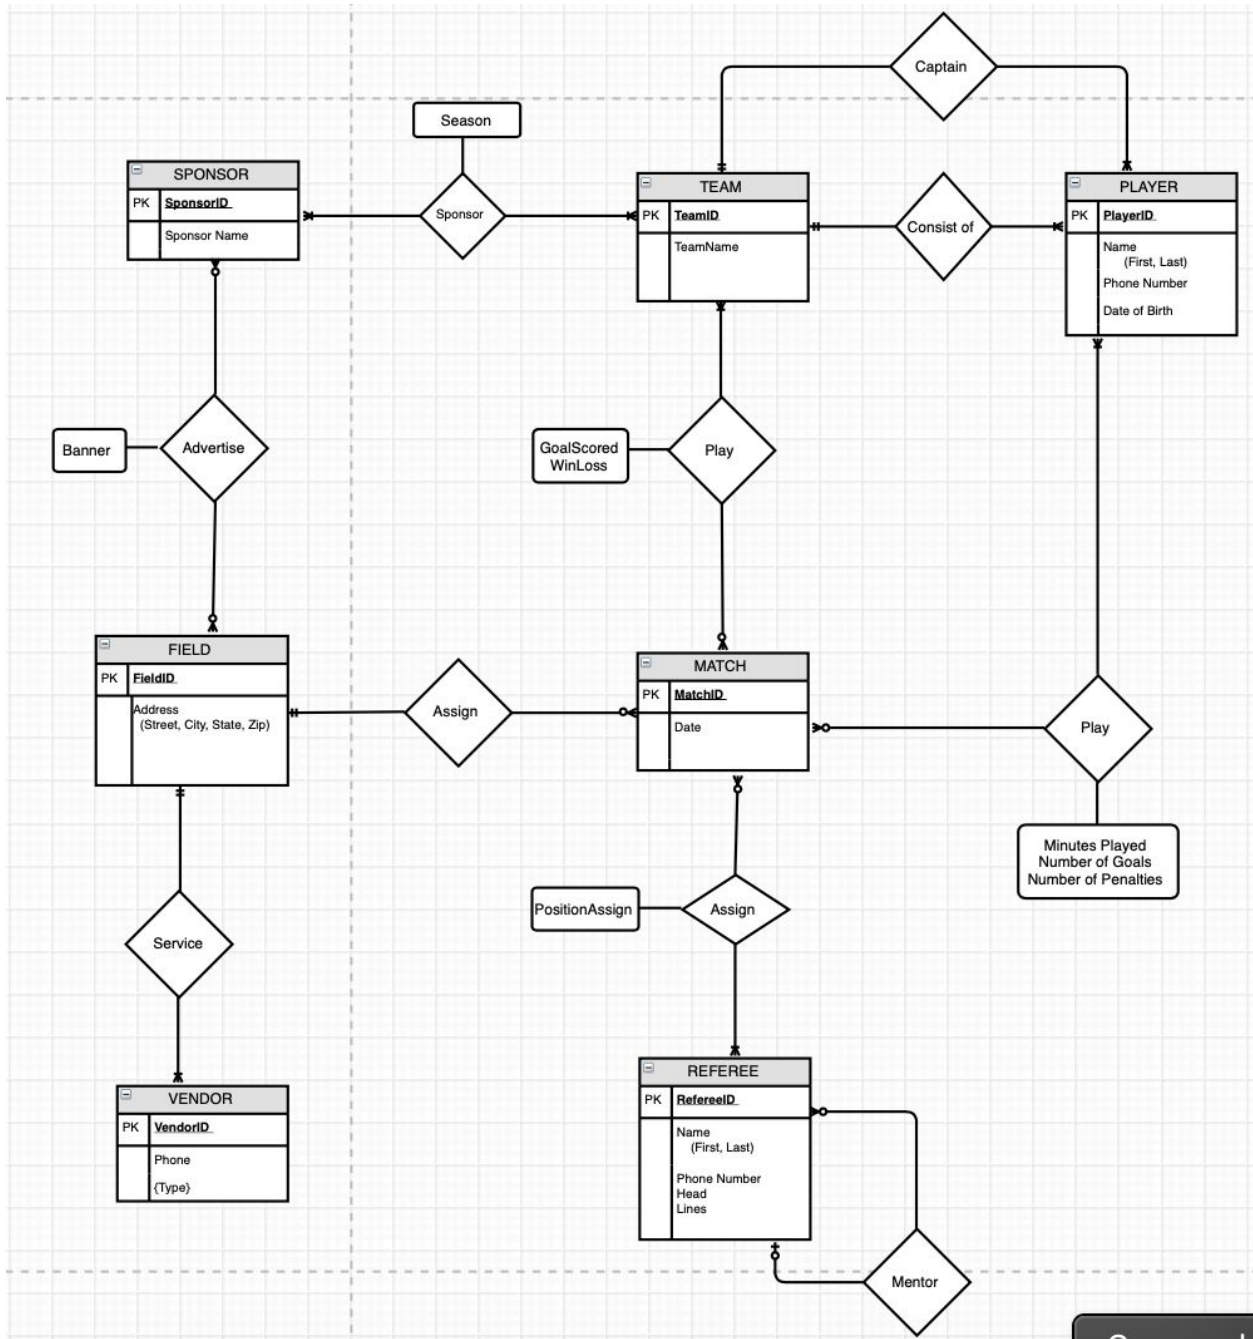 Captain
Season
SPONSOR
PK SponsorID
Sponsor Name
Sponsor
TEAM
PK TeamID
TeamName
Consist of
PLAYER
PK PlayerID
Name
(First, Last)
Phone Number
Date of Birth
Banner
Advertise
GoalScored
WinLoss
Play
FIELD
PK FieldID
Address
(Street, City, State, Zip)
Assign
MATCH
PK MatchID
Date
Play
Minutes Played
Number of Goals
Number of Penalties
PositionAssign
Assign
Service
VENDOR
PK VendorID
Phone
{Type}
REFEREE
PK RefereeID
Name
(First, Last)
Phone Number
Head
Lines
Mentor